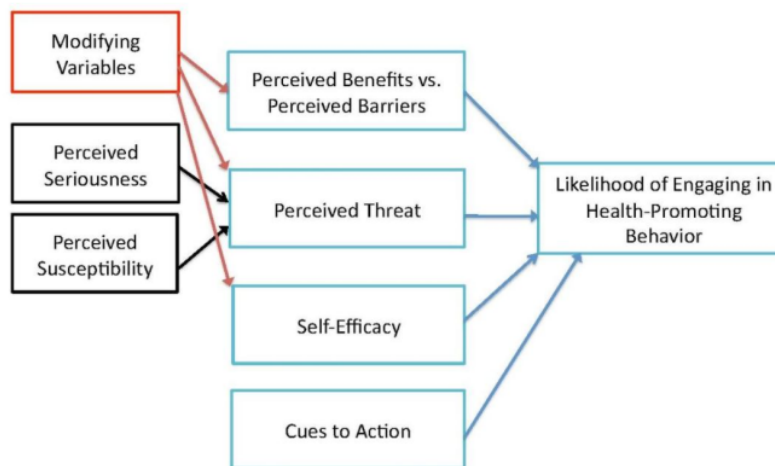 Modifying
Variables
Perceived Benefits vs.
Perceived Barriers
Perceived
Seriousness
Perceived Threat
Likelihood of Engaging in
Health-Promoting
Behavior
Perceived
Susceptibility
Self-Efficacy
Cues to Action